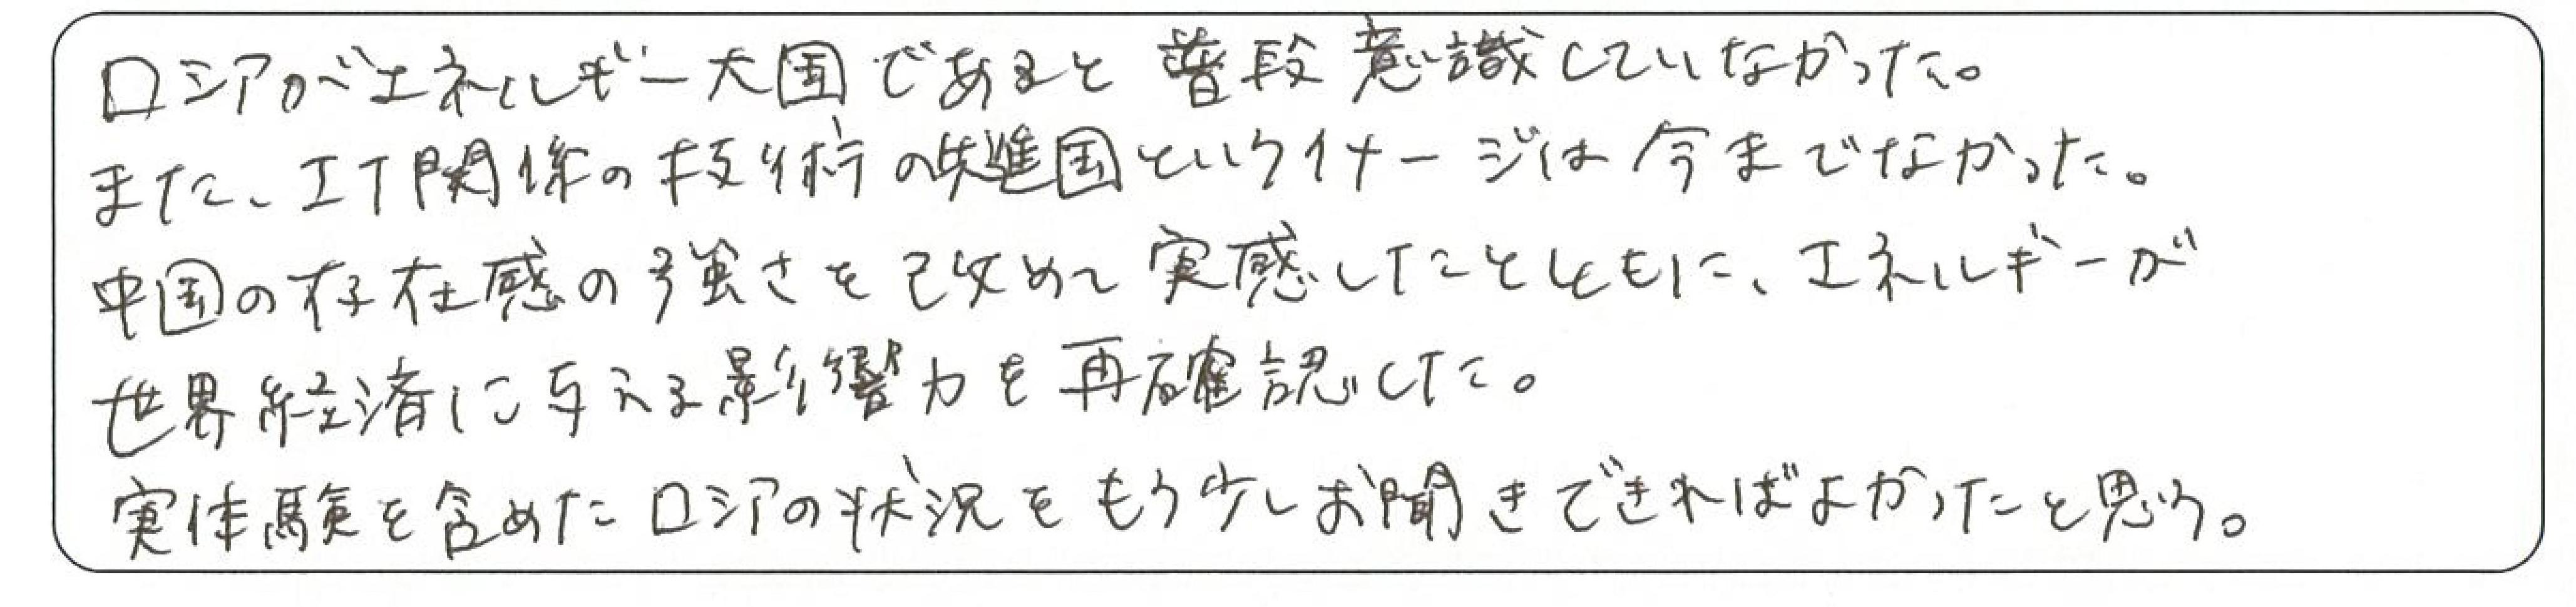 ロシアがエネルギー大国であると普段意識していなかった。
また、IT関係の技術の先進国というイメージは今までなかった。
中国の存在感の強さを改めて実感したとともに、エネルギーが
世界経済に与える影響力を再確認した。
実体験を含めたロシアの状況をもう少しお聞きできればよかったと思う。